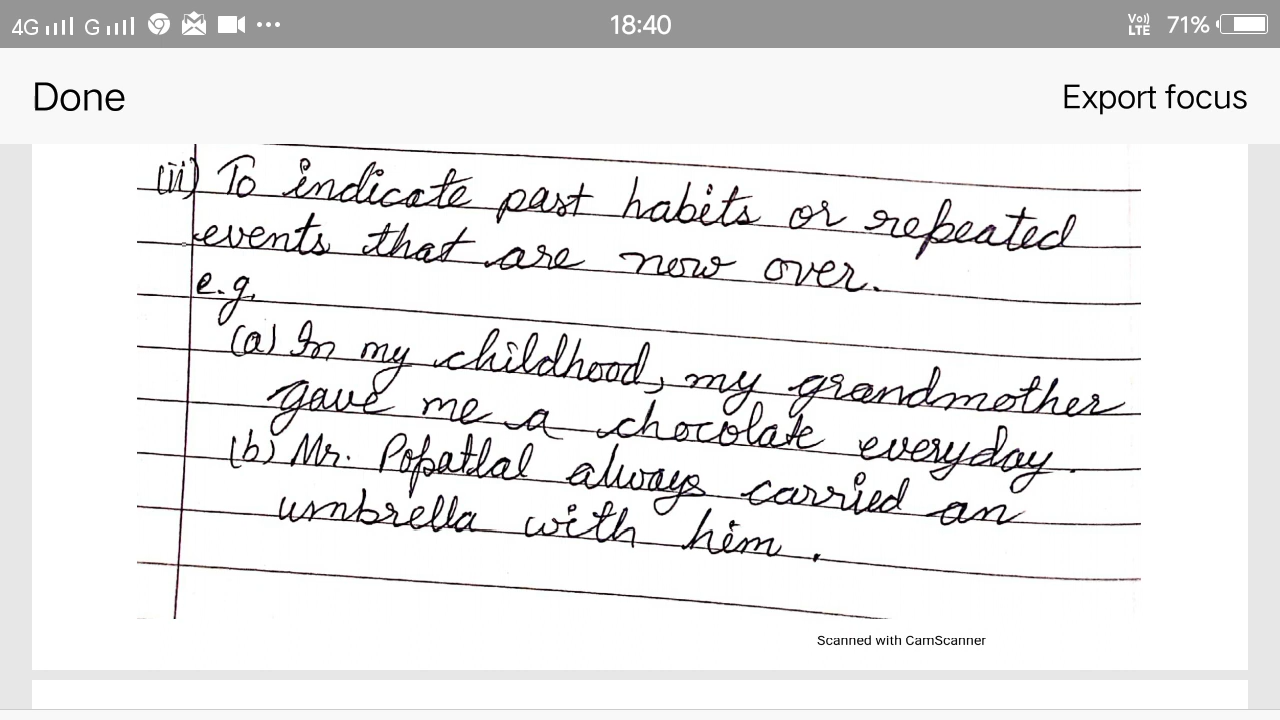 4G G 18:40 Vo)) LTE 71%
Done Export focus
(ii) To indicate past habits or repeated
events that are now over.
e.g.
(a) In my childhood, my grandmother
gave me a chocolate everyday.
(b) Mr. Popatlal always carried an
umbrella with him.
Scanned with CamScanner